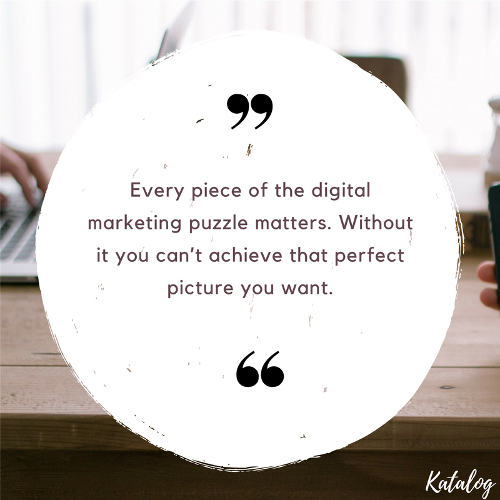 ”
Every piece of the digital
marketing puzzle matters. Without
it you can't achieve that perfect
picture you want.
“
Katalog